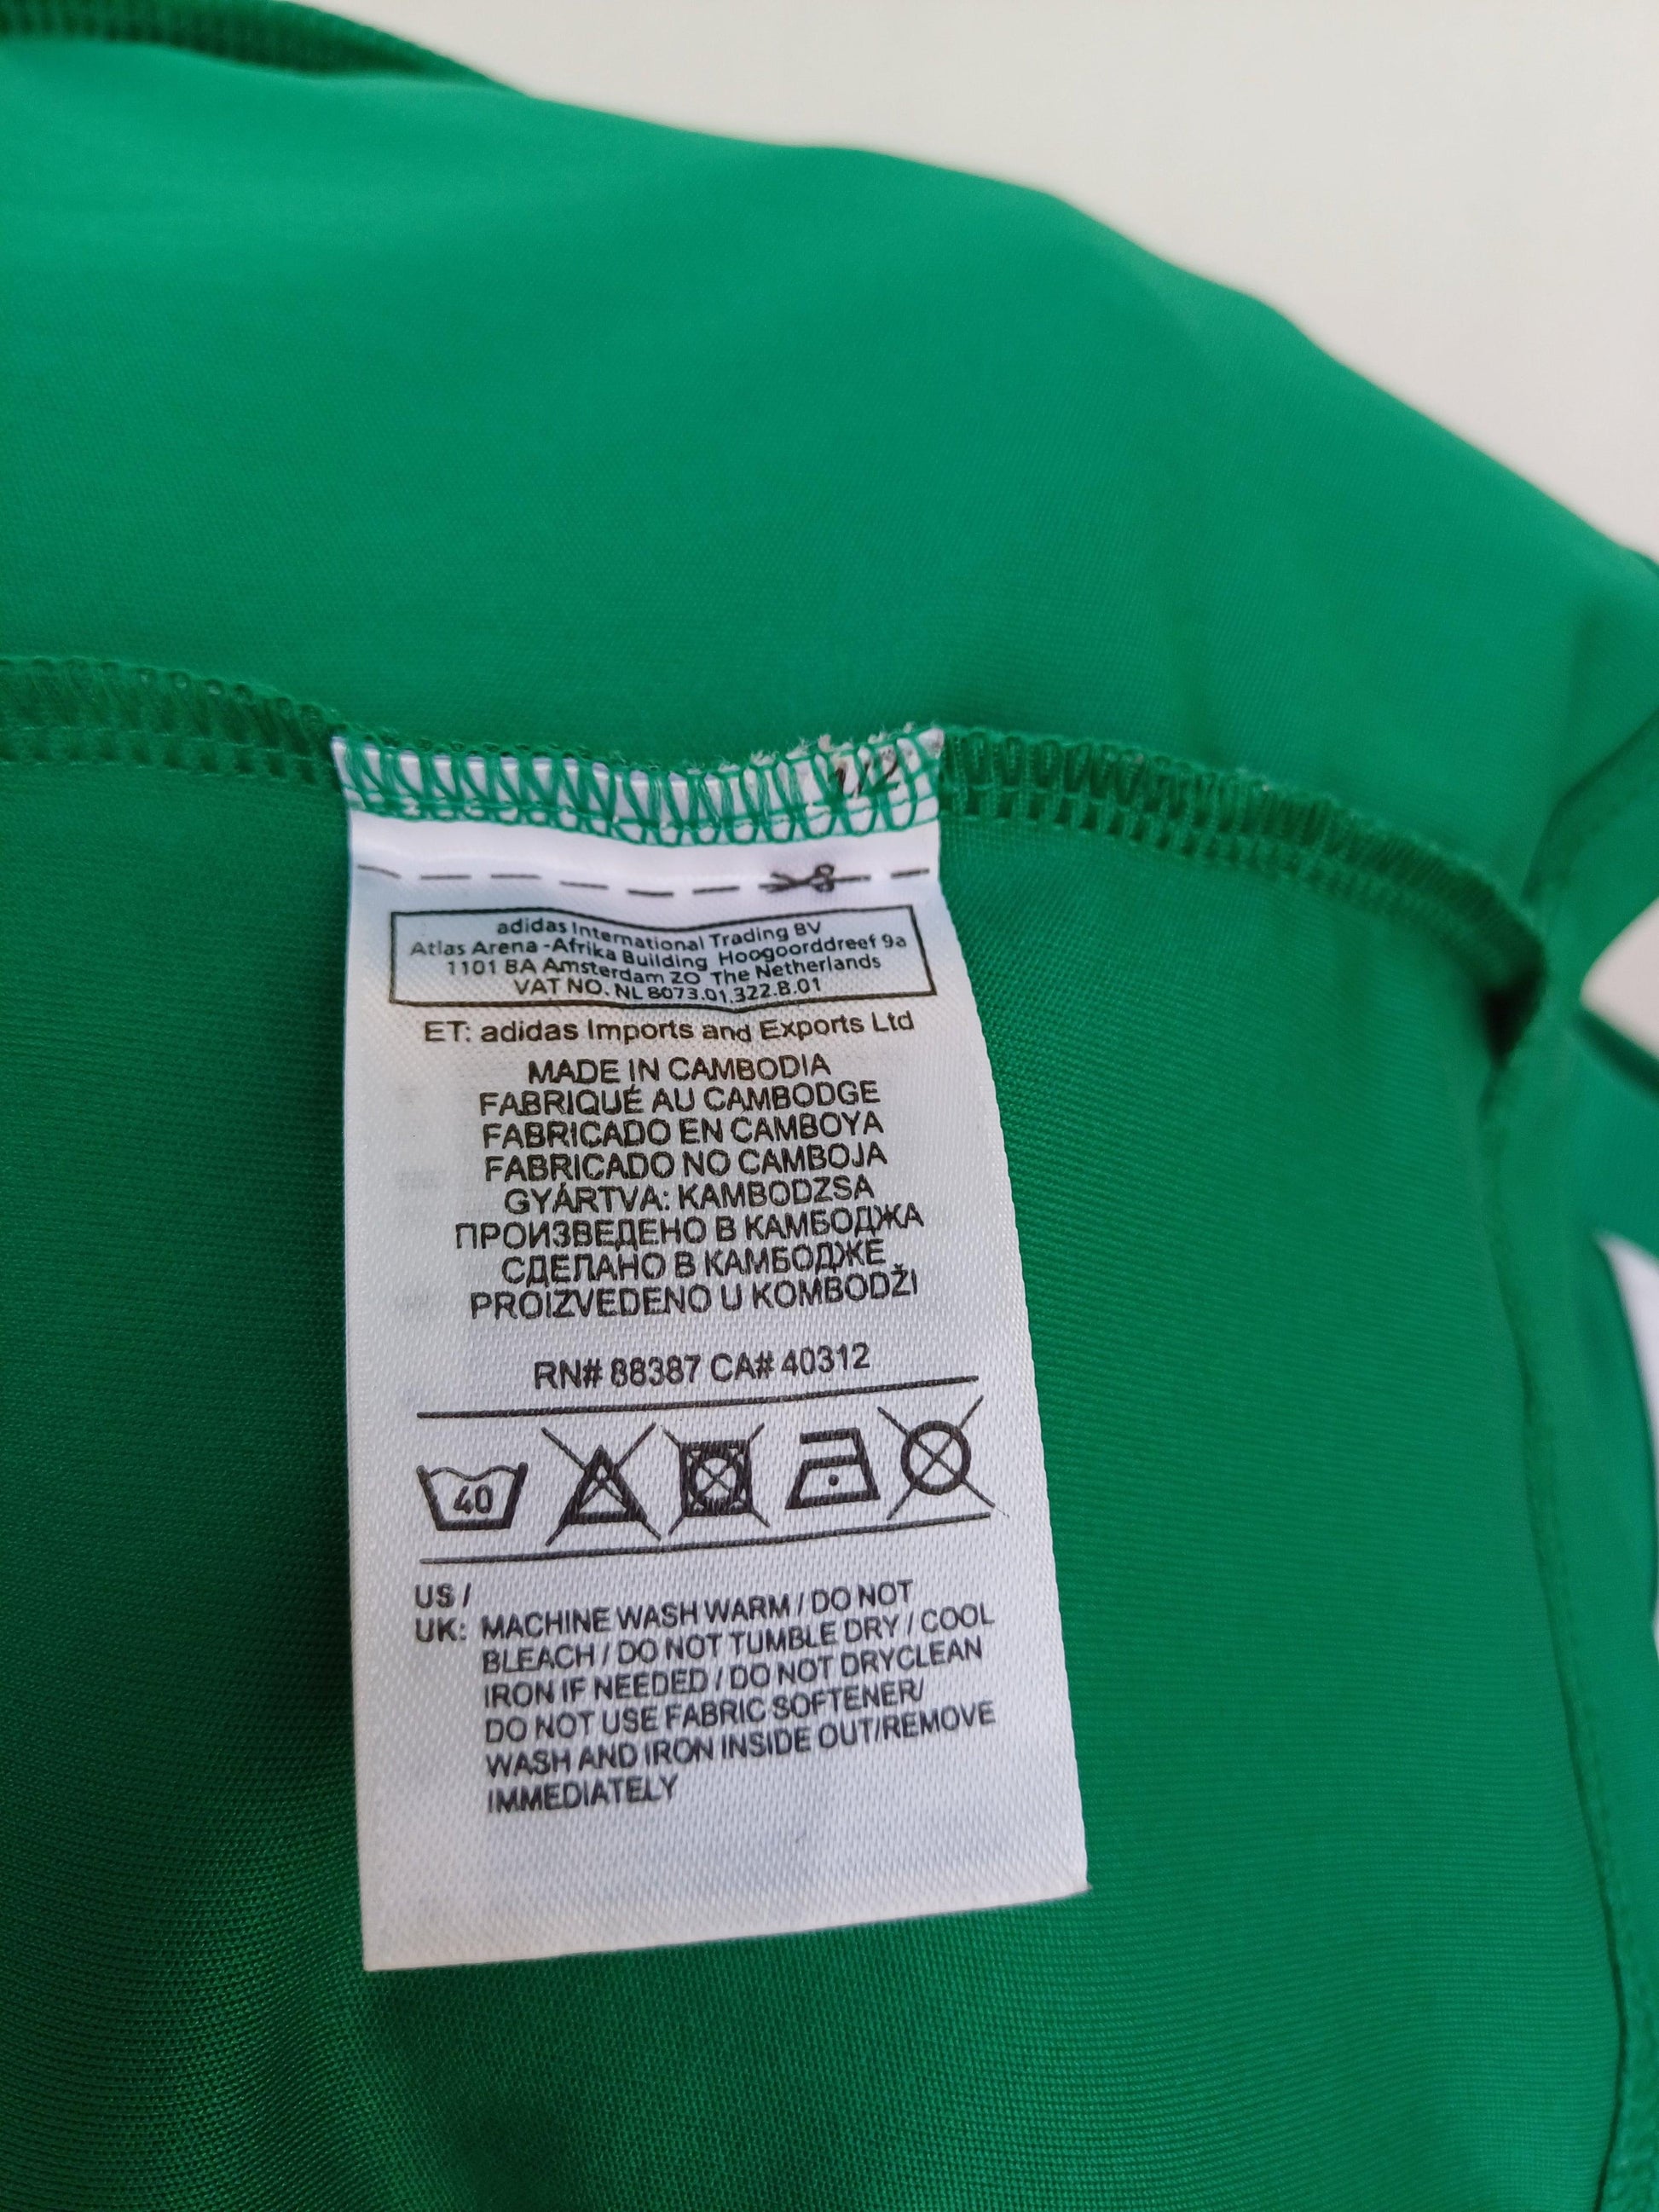 1/2
adidas International Trading BV
Atlas Arena -Afrika Building Hoogoorddreef 9a
1101 BA Amsterdam ZO The Netherlands
VAT NO. NL 8073.01.322.B.01
ET: adidas Imports and Exports Ltd
MADE IN CAMBODIA
FABRIQUÉ AU CAMBODGE
FABRICADO EN CAMBOYA
FABRICADO NO CAMBOJA
GYÁRTVA: KAMBODZSA
ПРОИЗВЕДЕНО В КАМБОДЖА
СДЕЛАНО В КАМБОДЖЕ
PROIZVEDENO U KOMBODŽI
RN# 88387 CA# 40312
40
US /
UK: MACHINE WASH WARM / DO NOT
BLEACH / DO NOT TUMBLE DRY / COOL
IRON IF NEEDED / DO NOT DRYCLEAN
DO NOT USE FABRIC SOFTENER/
WASH AND IRON INSIDE OUT/REMOVE
IMMEDIATELY